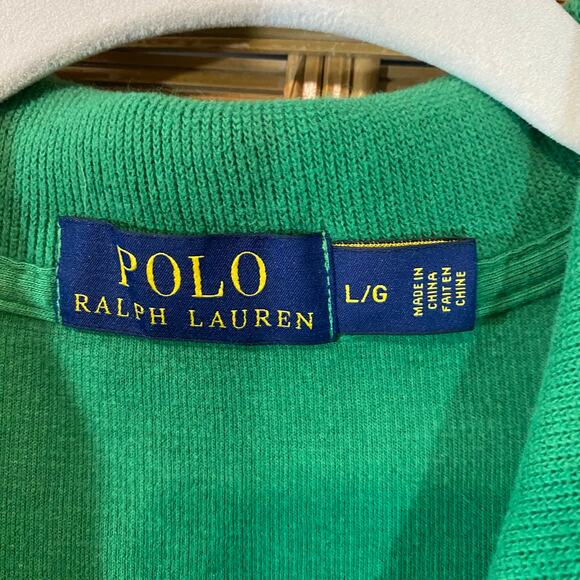 POLO
RALPH LAUREN
L/G
MADE IN
CHINA
FAIT EN
CHINE